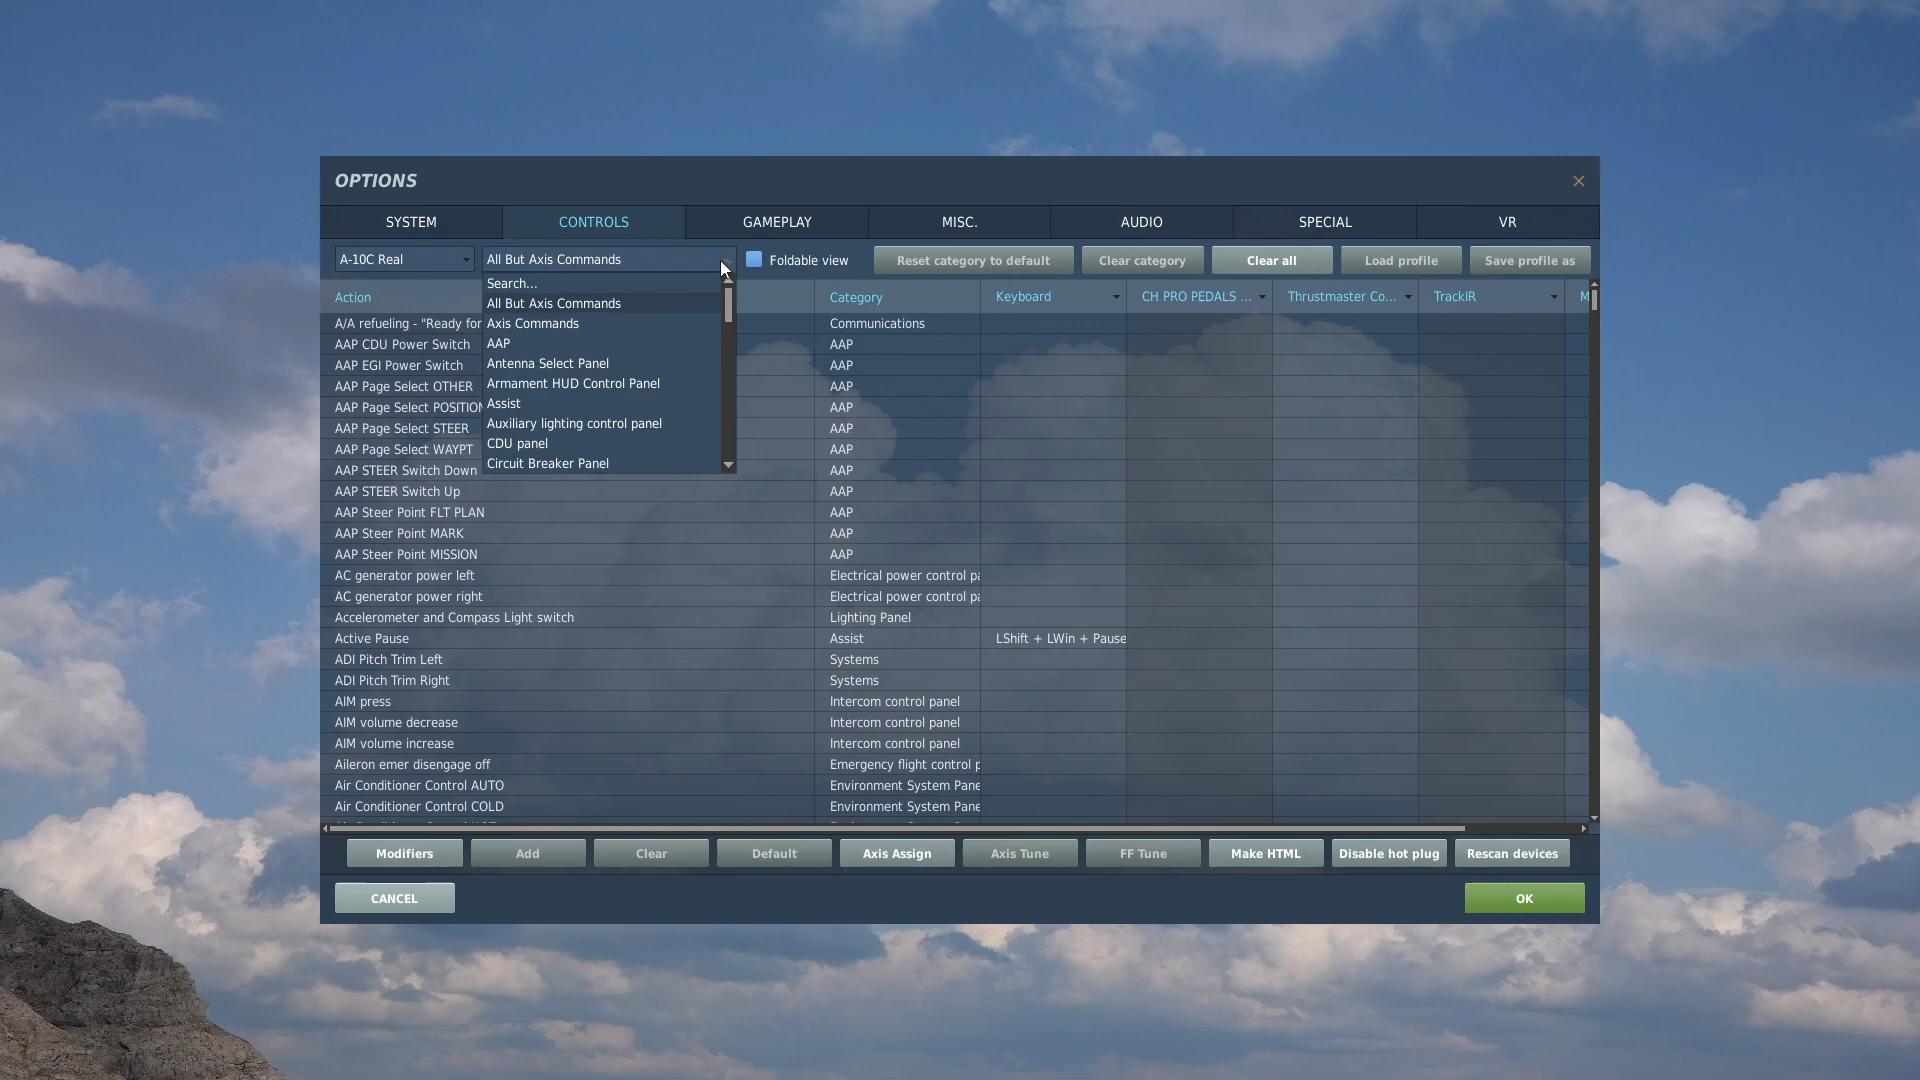 OPTIONS
SYSTEM CONTROLS GAMEPLAY MISC. AUDIO SPECIAL VR
A-10C Real All But Axis Commands Foldable view Reset category to default Clear category Clear all Load profile Save profile as
Search...
All But Axis Commands
Axis Commands
AAP
Antenna Select Panel
Armament HUD Control Panel
Assist
Auxiliary lighting control panel
CDU panel
Circuit Breaker Panel
Action Category Keyboard CH PRO PEDALS ... Thrustmaster Co... TrackIR M
A/A refueling - "Ready for Communications
AAP CDU Power Switch AAP
AAP EGI Power Switch AAP
AAP Page Select OTHER AAP
AAP Page Select POSITION AAP
AAP Page Select STEER AAP
AAP Page Select WAYPT AAP
AAP STEER Switch Down AAP
AAP STEER Switch Up AAP
AAP Steer Point FLT PLAN AAP
AAP Steer Point MARK AAP
AAP Steer Point MISSION AAP
AC generator power left Electrical power control pa
AC generator power right Electrical power control pa
Accelerometer and Compass Light switch Lighting Panel
Active Pause Assist LShift + LWin + Pause
ADI Pitch Trim Left Systems
ADI Pitch Trim Right Systems
AIM press Intercom control panel
AIM volume decrease Intercom control panel
AIM volume increase Intercom control panel
Aileron emer disengage off Emergency flight control p
Air Conditioner Control AUTO Environment System Pane
Air Conditioner Control COLD Environment System Pane
Modifiers Add Clear Default Axis Assign Axis Tune FF Tune Make HTML Disable hot plug Rescan devices
CANCEL OK